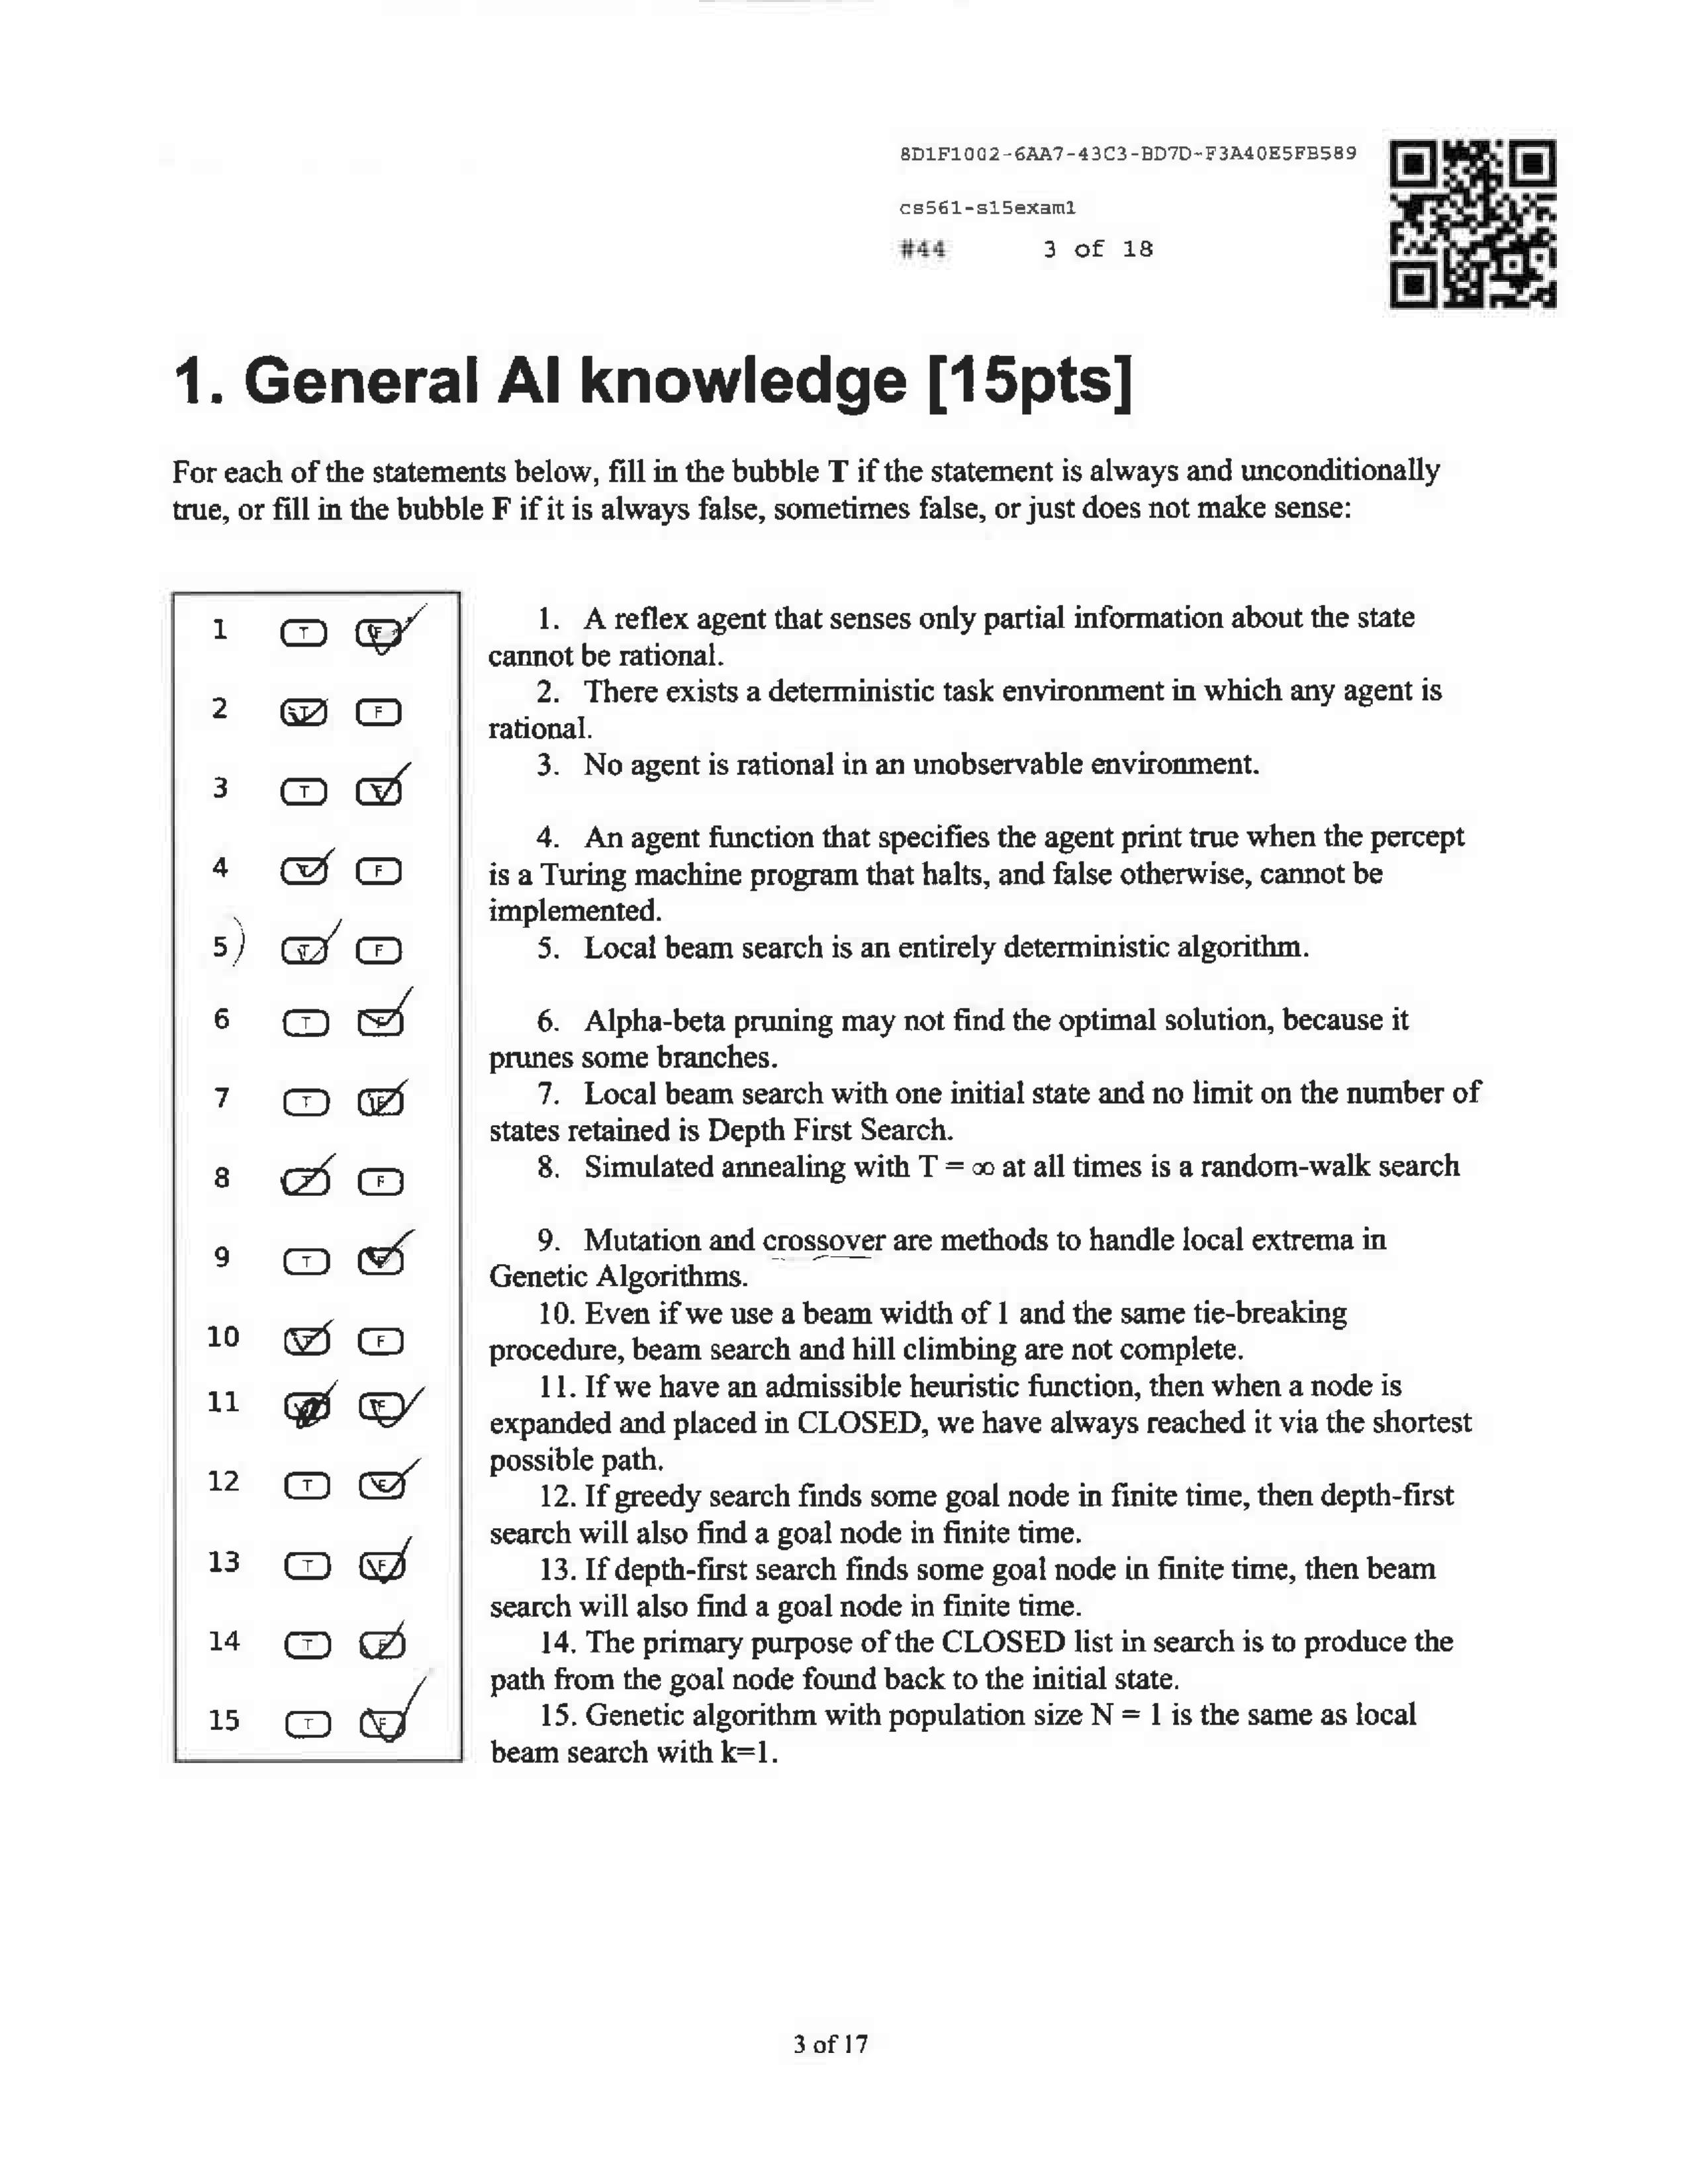 8D1F1002-6AA7-43C3-BD7D-F3A40E5FB589
cs561-s15exam1
#44 3 of 18
1. General AI knowledge [15pts]
For each of the statements below, fill in the bubble T if the statement is always and unconditionally
true, or fill in the bubble F if it is always false, sometimes false, or just does not make sense:
1 T F
2 T F
3 T F
4 T F
5) T F
6 T F
7 T F
8 T F
9 T F
10 T F
11 T F
12 T F
13 T F
14 T F
15 T F
1. A reflex agent that senses only partial information about the state
cannot be rational.
2. There exists a deterministic task environment in which any agent is
rational.
3. No agent is rational in an unobservable environment.
4. An agent function that specifies the agent print true when the percept
is a Turing machine program that halts, and false otherwise, cannot be
implemented.
5. Local beam search is an entirely deterministic algorithm.
6. Alpha-beta pruning may not find the optimal solution, because it
prunes some branches.
7. Local beam search with one initial state and no limit on the number of
states retained is Depth First Search.
8. Simulated annealing with T = ∞ at all times is a random-walk search
9. Mutation and crossover are methods to handle local extrema in
Genetic Algorithms.
10. Even if we use a beam width of 1 and the same tie-breaking
procedure, beam search and hill climbing are not complete.
11. If we have an admissible heuristic function, then when a node is
expanded and placed in CLOSED, we have always reached it via the shortest
possible path.
12. If greedy search finds some goal node in finite time, then depth-first
search will also find a goal node in finite time.
13. If depth-first search finds some goal node in finite time, then beam
search will also find a goal node in finite time.
14. The primary purpose of the CLOSED list in search is to produce the
path from the goal node found back to the initial state.
15. Genetic algorithm with population size N = 1 is the same as local
beam search with k=1.
3 of 17